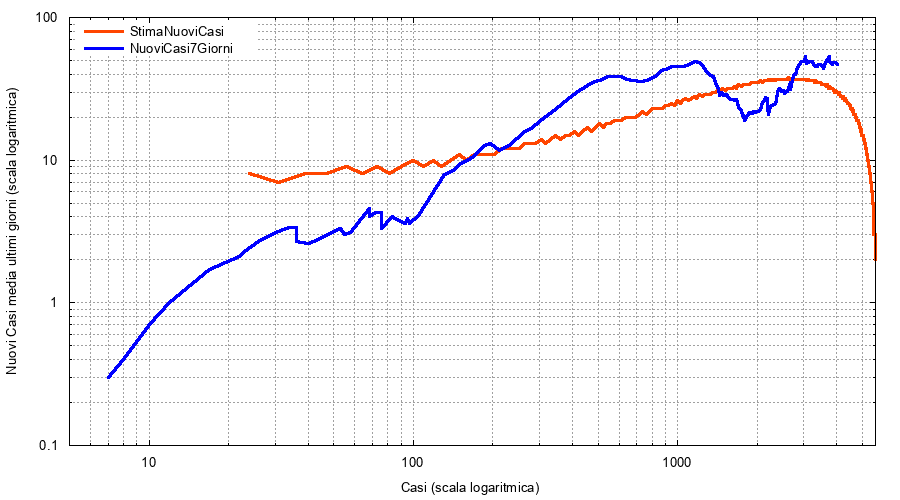 StimaNuoviCasi
NuoviCasi7Giorni
100
10
1
0.1
10
100
1000
Nuovi Casi media ultimi giorni (scala logaritmica)
Casi (scala logaritmica)